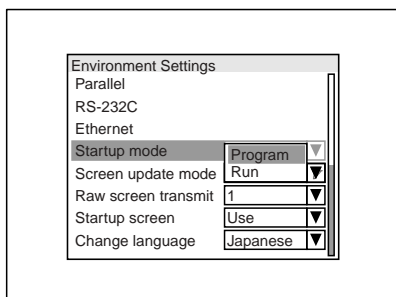 Environment Settings
Parallel
RS-232C
Ethernet
Startup mode Program
Screen update mode Run
Raw screen transmit 1
Startup screen Use
Change language Japanese